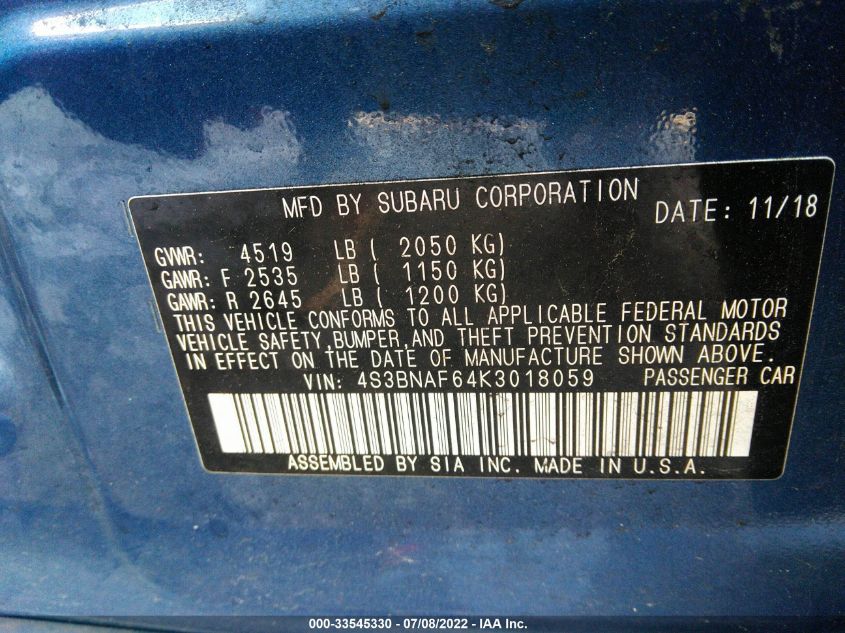 MFD BY SUBARU CORPORATION DATE: 11/18
GVWR: 4519 LB ( 2050 KG)
GAWR: F 2535 LB ( 1150 KG)
GAWR: R 2645 LB ( 1200 KG)
THIS VEHICLE CONFORMS TO ALL APPLICABLE FEDERAL MOTOR
VEHICLE SAFETY,BUMPER,AND THEFT PREVENTION STANDARDS
IN EFFECT ON THE DATE OF MANUFACTURE SHOWN ABOVE.
VIN: 4S3BNAF64K3018059 PASSENGER CAR
ASSEMBLED BY SIA INC. MADE IN U.S.A.
000-33545330 - 07/08/2022 - IAA Inc.